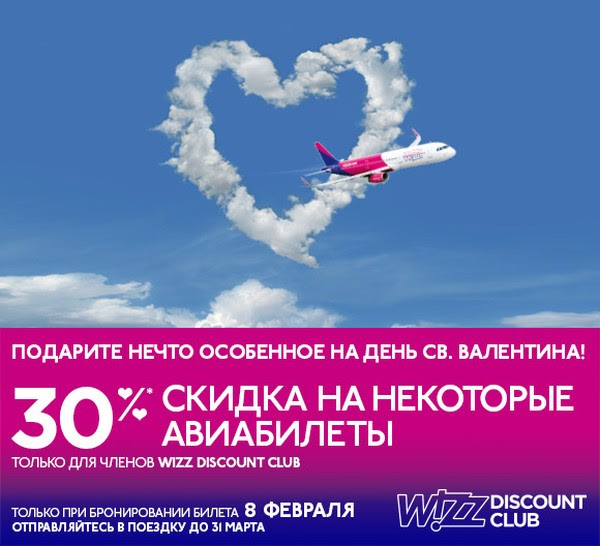 ПОДАРИТЕ НЕЧТО ОСОБЕННОЕ НА ДЕНЬ СВ. ВАЛЕНТИНА!
30%* СКИДКА НА НЕКОТОРЫЕ
АВИАБИЛЕТЫ
ТОЛЬКО ДЛЯ ЧЛЕНОВ WIZZ DISCOUNT CLUB
ТОЛЬКО ПРИ БРОНИРОВАНИИ БИЛЕТА 8 ФЕВРАЛЯ
ОТПРАВЛЯЙТЕСЬ В ПОЕЗДКУ ДО 31 МАРТА
WIZZ DISCOUNT
CLUB